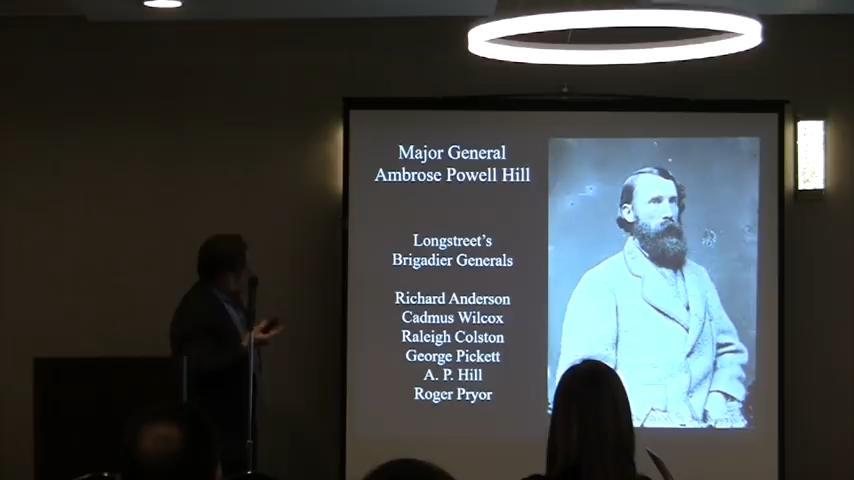 Major General
Ambrose Powell Hill
Longstreet's
Brigadier Generals
Richard Anderson
Cadmus Wilcox
Raleigh Colston
George Pickett
A. P. Hill
Roger Pryor